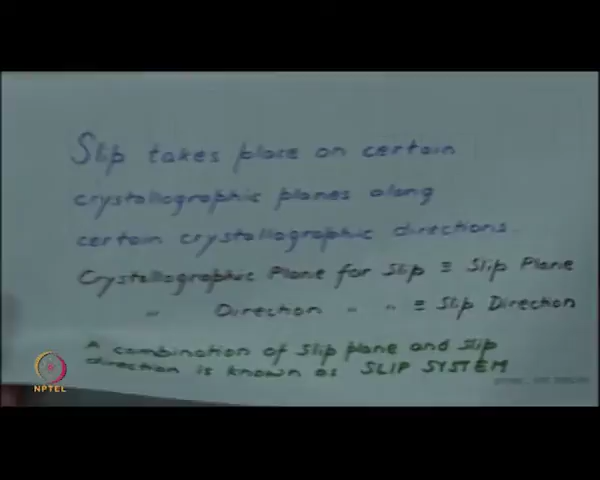 Slip takes place on certain
crystallographic planes along
certain crystallographic directions.
Crystallographic Plane for Slip ≡ Slip Plane
" Direction " " ≡ Slip Direction
A combination of slip plane and slip
direction is known as SLIP SYSTEM
NPTEL